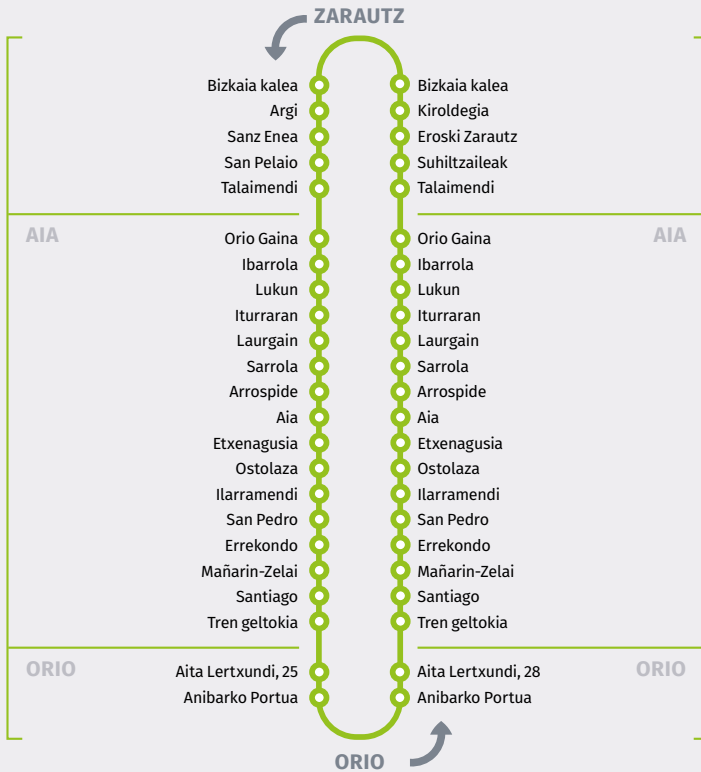 ZARAUTZ
Bizkaia kalea
Argi
Sanz Enea
San Pelaio
Talaimendi
Bizkaia kalea
Kiroldegia
Eroski Zarautz
Suhiltzaileak
Talaimendi
AIA
AIA
Orio Gaina
Ibarrola
Lukun
Iturraran
Laurgain
Sarrola
Arrospide
Aia
Etxenagusia
Ostolaza
Ilarramendi
San Pedro
Errekondo
Mañarin-Zelai
Santiago
Tren geltokia
Orio Gaina
Ibarrola
Lukun
Iturraran
Laurgain
Sarrola
Arrospide
Aia
Etxenagusia
Ostolaza
Ilarramendi
San Pedro
Errekondo
Mañarin-Zelai
Santiago
Tren geltokia
ORIO
ORIO
Aita Lertxundi, 25
Anibarko Portua
Aita Lertxundi, 28
Anibarko Portua
ORIO